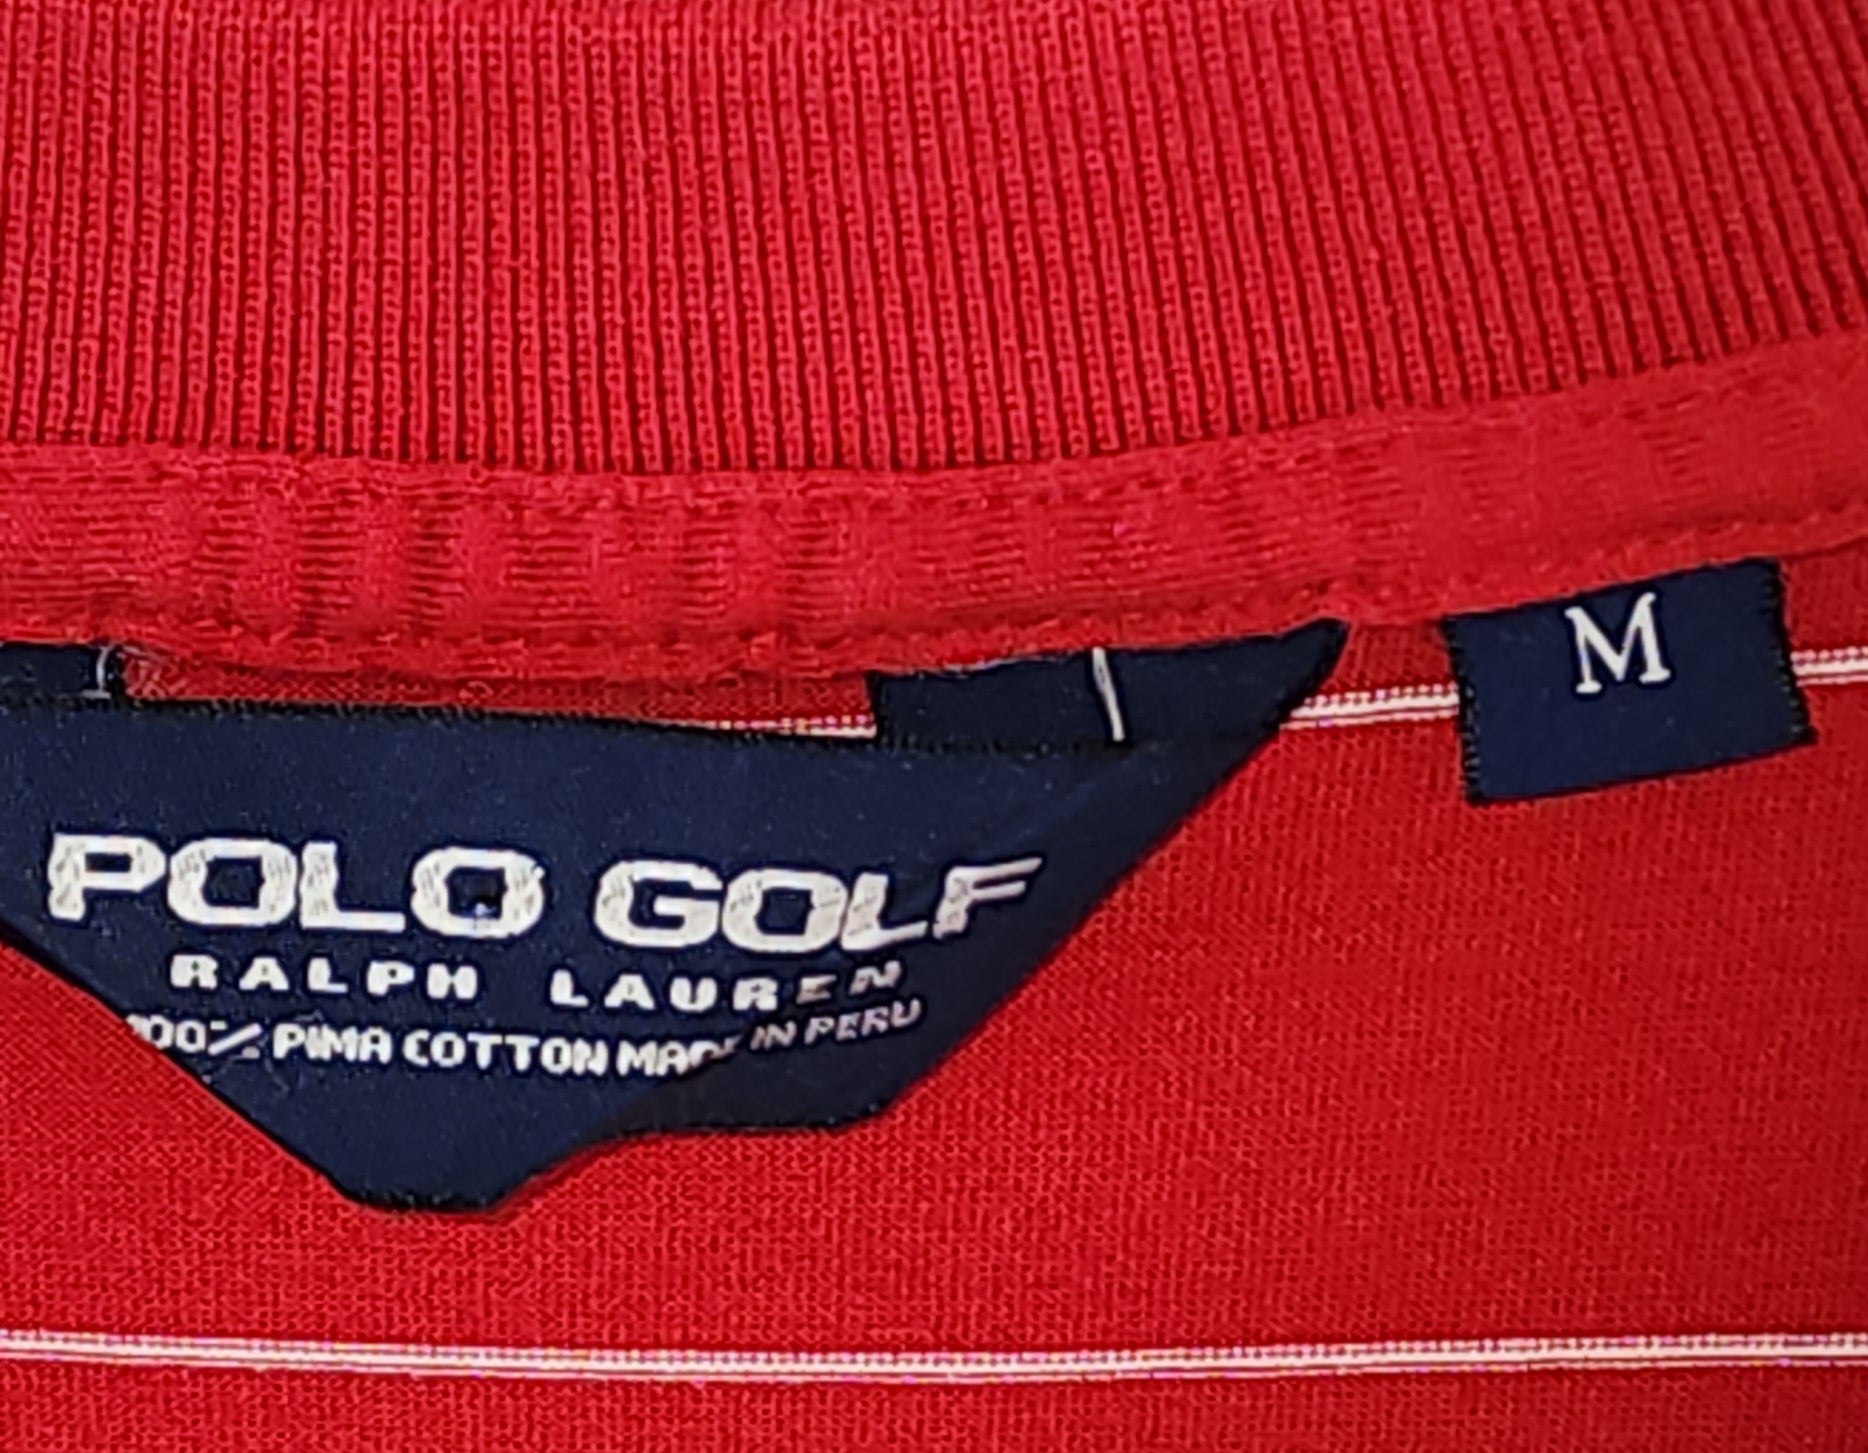 M
POLO GOLF
RALPH LAUREN
100% PIMA COTTON MADE IN PERU